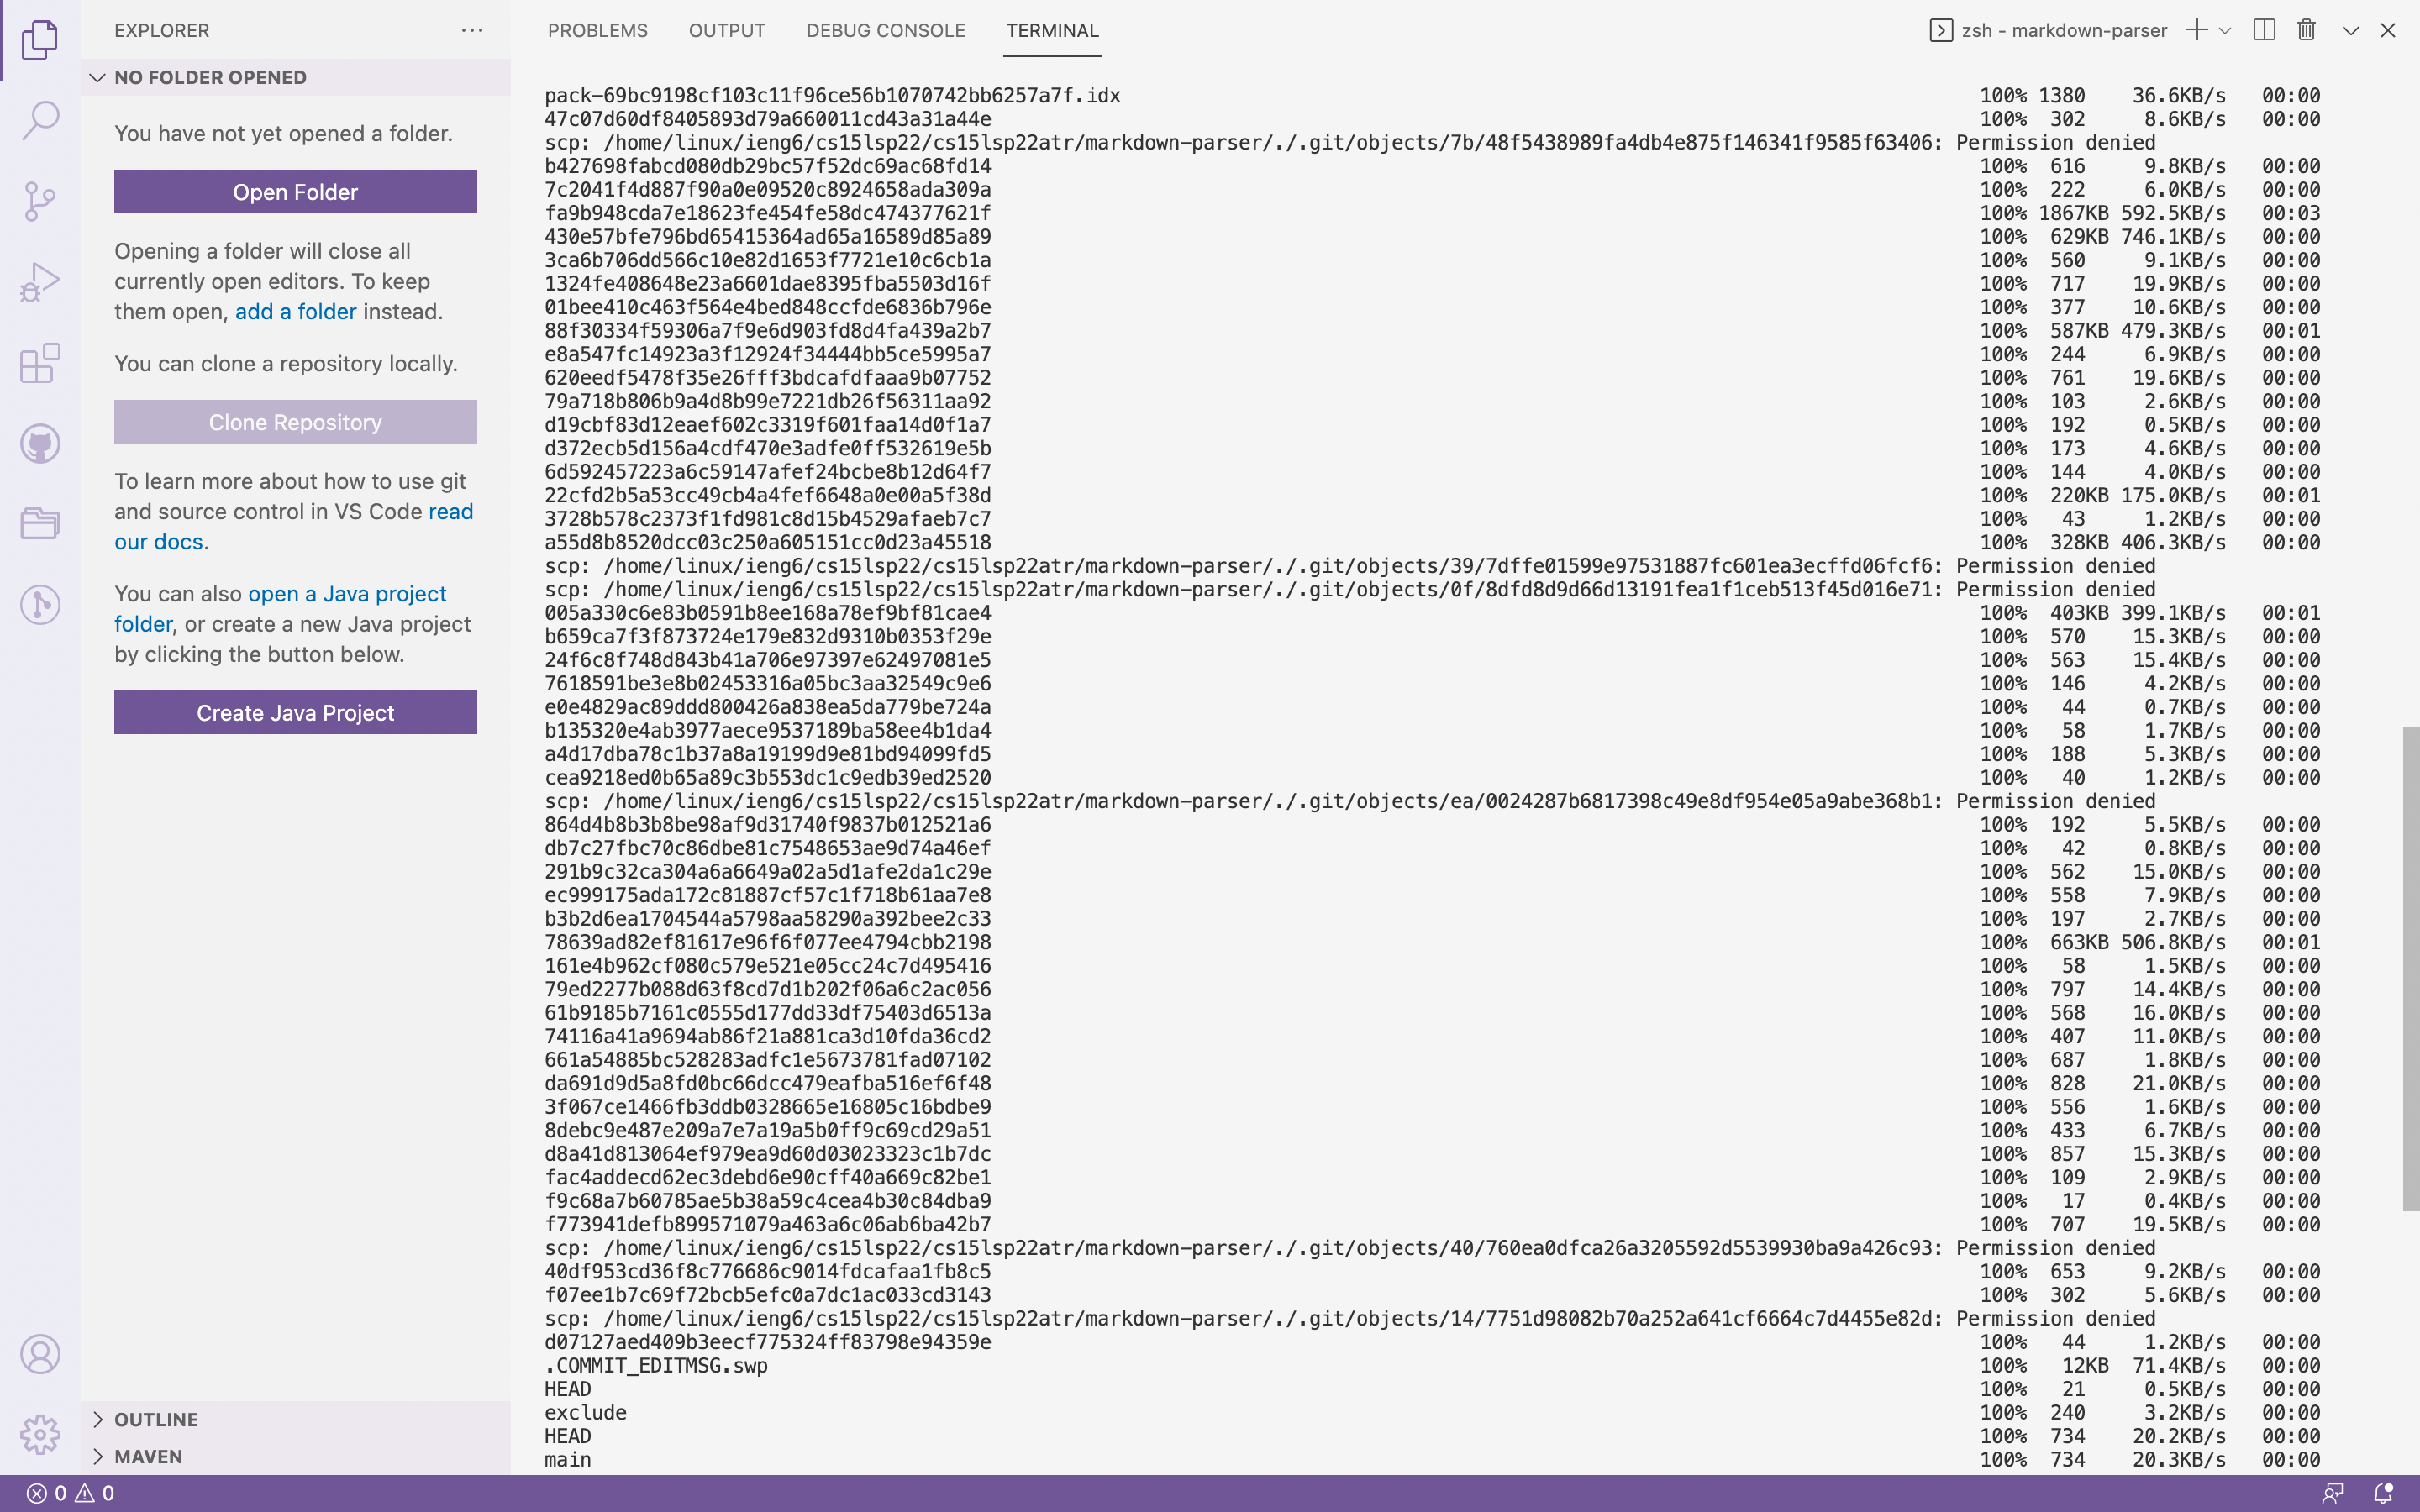 EXPLORER
NO FOLDER OPENED
You have not yet opened a folder.
Open Folder
Opening a folder will close all
currently open editors. To keep
them open, add a folder instead.
You can clone a repository locally.
Clone Repository
To learn more about how to use git
and source control in VS Code read
our docs.
You can also open a Java project
folder, or create a new Java project
by clicking the button below.
Create Java Project
OUTLINE
MAVEN
PROBLEMS OUTPUT DEBUG CONSOLE TERMINAL
zsh - markdown-parser
pack-69bc9198cf103c11f96ce56b1070742bb6257a7f.idx 100% 1380 36.6KB/s 00:00
47c07d60df8405893d79a660011cd43a31a44e 100% 302 8.6KB/s 00:00
scp: /home/linux/ieng6/cs15lsp22/cs15lsp22atr/markdown-parser/./.git/objects/7b/48f5438989fa4db4e875f146341f9585f63406: Permission denied
b427698fabcd080db29bc57f52dc69ac68fd14 100% 616 9.8KB/s 00:00
7c2041f4d887f90a0e09520c8924658ada309a 100% 222 6.0KB/s 00:00
fa9b948cda7e18623fe454fe58dc474377621f 100% 1867KB 592.5KB/s 00:03
430e57bfe796bd65415364ad65a16589d85a89 100% 629KB 746.1KB/s 00:00
3ca6b706dd566c10e82d1653f7721e10c6cb1a 100% 560 9.1KB/s 00:00
1324fe408648e23a6601dae8395fba5503d16f 100% 717 19.9KB/s 00:00
01bee410c463f564e4bed848ccfde6836b796e 100% 377 10.6KB/s 00:00
88f30334f59306a7f9e6d903fd8d4fa439a2b7 100% 587KB 479.3KB/s 00:01
e8a547fc14923a3f12924f34444bb5ce5995a7 100% 244 6.9KB/s 00:00
620eedf5478f35e26fff3bdcafdfaaa9b07752 100% 761 19.6KB/s 00:00
79a718b806b9a4d8b99e7221db26f56311aa92 100% 103 2.6KB/s 00:00
d19cbf83d12eaef602c3319f601faa14d0f1a7 100% 192 0.5KB/s 00:00
d372ecb5d156a4cdf470e3adfe0ff532619e5b 100% 173 4.6KB/s 00:00
6d592457223a6c59147afef24bcbe8b12d64f7 100% 144 4.0KB/s 00:00
22cfd2b5a53cc49cb4a4fef6648a0e00a5f38d 100% 220KB 175.0KB/s 00:01
3728b578c2373f1fd981c8d15b4529afaeb7c7 100% 43 1.2KB/s 00:00
a55d8b8520dcc03c250a605151cc0d23a45518 100% 328KB 406.3KB/s 00:00
scp: /home/linux/ieng6/cs15lsp22/cs15lsp22atr/markdown-parser/./.git/objects/39/7dffe01599e97531887fc601ea3ecffd06fcf6: Permission denied
scp: /home/linux/ieng6/cs15lsp22/cs15lsp22atr/markdown-parser/./.git/objects/0f/8dfd8d9d66d13191fea1f1ceb513f45d016e71: Permission denied
005a330c6e83b0591b8ee168a78ef9bf81cae4 100% 403KB 399.1KB/s 00:01
b659ca7f3f873724e179e832d9310b0353f29e 100% 570 15.3KB/s 00:00
24f6c8f748d843b41a706e97397e62497081e5 100% 563 15.4KB/s 00:00
7618591be3e8b02453316a05bc3aa32549c9e6 100% 146 4.2KB/s 00:00
e0e4829ac89ddd800426a838ea5da779be724a 100% 44 0.7KB/s 00:00
b135320e4ab3977aece9537189ba58ee4b1da4 100% 58 1.7KB/s 00:00
a4d17dba78c1b37a8a19199d9e81bd94099fd5 100% 188 5.3KB/s 00:00
cea9218ed0b65a89c3b553dc1c9edb39ed2520 100% 40 1.2KB/s 00:00
scp: /home/linux/ieng6/cs15lsp22/cs15lsp22atr/markdown-parser/./.git/objects/ea/0024287b6817398c49e8df954e05a9abe368b1: Permission denied
864d4b8b3b8be98af9d31740f9837b012521a6 100% 192 5.5KB/s 00:00
db7c27fbc70c86dbe81c7548653ae9d74a46ef 100% 42 0.8KB/s 00:00
291b9c32ca304a6a6649a02a5d1afe2da1c29e 100% 562 15.0KB/s 00:00
ec999175ada172c81887cf57c1f718b61aa7e8 100% 558 7.9KB/s 00:00
b3b2d6ea1704544a5798aa58290a392bee2c33 100% 197 2.7KB/s 00:00
78639ad82ef81617e96f6f077ee4794cbb2198 100% 663KB 506.8KB/s 00:01
161e4b962cf080c579e521e05cc24c7d495416 100% 58 1.5KB/s 00:00
79ed2277b088d63f8cd7d1b202f06a6c2ac056 100% 797 14.4KB/s 00:00
61b9185b7161c0555d177dd33df75403d6513a 100% 568 16.0KB/s 00:00
74116a41a9694ab86f21a881ca3d10fda36cd2 100% 407 11.0KB/s 00:00
661a54885bc528283adfc1e5673781fad07102 100% 687 1.8KB/s 00:00
da691d9d5a8fd0bc66dcc479eafba516ef6f48 100% 828 21.0KB/s 00:00
3f067ce1466fb3ddb0328665e16805c16bdbe9 100% 556 1.6KB/s 00:00
8debc9e487e209a7e7a19a5b0ff9c69cd29a51 100% 433 6.7KB/s 00:00
d8a41d813064ef979ea9d60d03023323c1b7dc 100% 857 15.3KB/s 00:00
fac4addecd62ec3debd6e90cff40a669c82be1 100% 109 2.9KB/s 00:00
f9c68a7b60785ae5b38a59c4cea4b30c84dba9 100% 17 0.4KB/s 00:00
f773941defb899571079a463a6c06ab6ba42b7 100% 707 19.5KB/s 00:00
scp: /home/linux/ieng6/cs15lsp22/cs15lsp22atr/markdown-parser/./.git/objects/40/760ea0dfca26a3205592d5539930ba9a426c93: Permission denied
40df953cd36f8c776686c9014fdcafaa1fb8c5 100% 653 9.2KB/s 00:00
f07ee1b7c69f72bcb5efc0a7dc1ac033cd3143 100% 302 5.6KB/s 00:00
scp: /home/linux/ieng6/cs15lsp22/cs15lsp22atr/markdown-parser/./.git/objects/14/7751d98082b70a252a641cf6664c7d4455e82d: Permission denied
d07127aed409b3eecf775324ff83798e94359e 100% 44 1.2KB/s 00:00
.COMMIT_EDITMSG.swp 100% 12KB 71.4KB/s 00:00
HEAD 100% 21 0.5KB/s 00:00
exclude 100% 240 3.2KB/s 00:00
HEAD 100% 734 20.2KB/s 00:00
main 100% 734 20.3KB/s 00:00
0 0